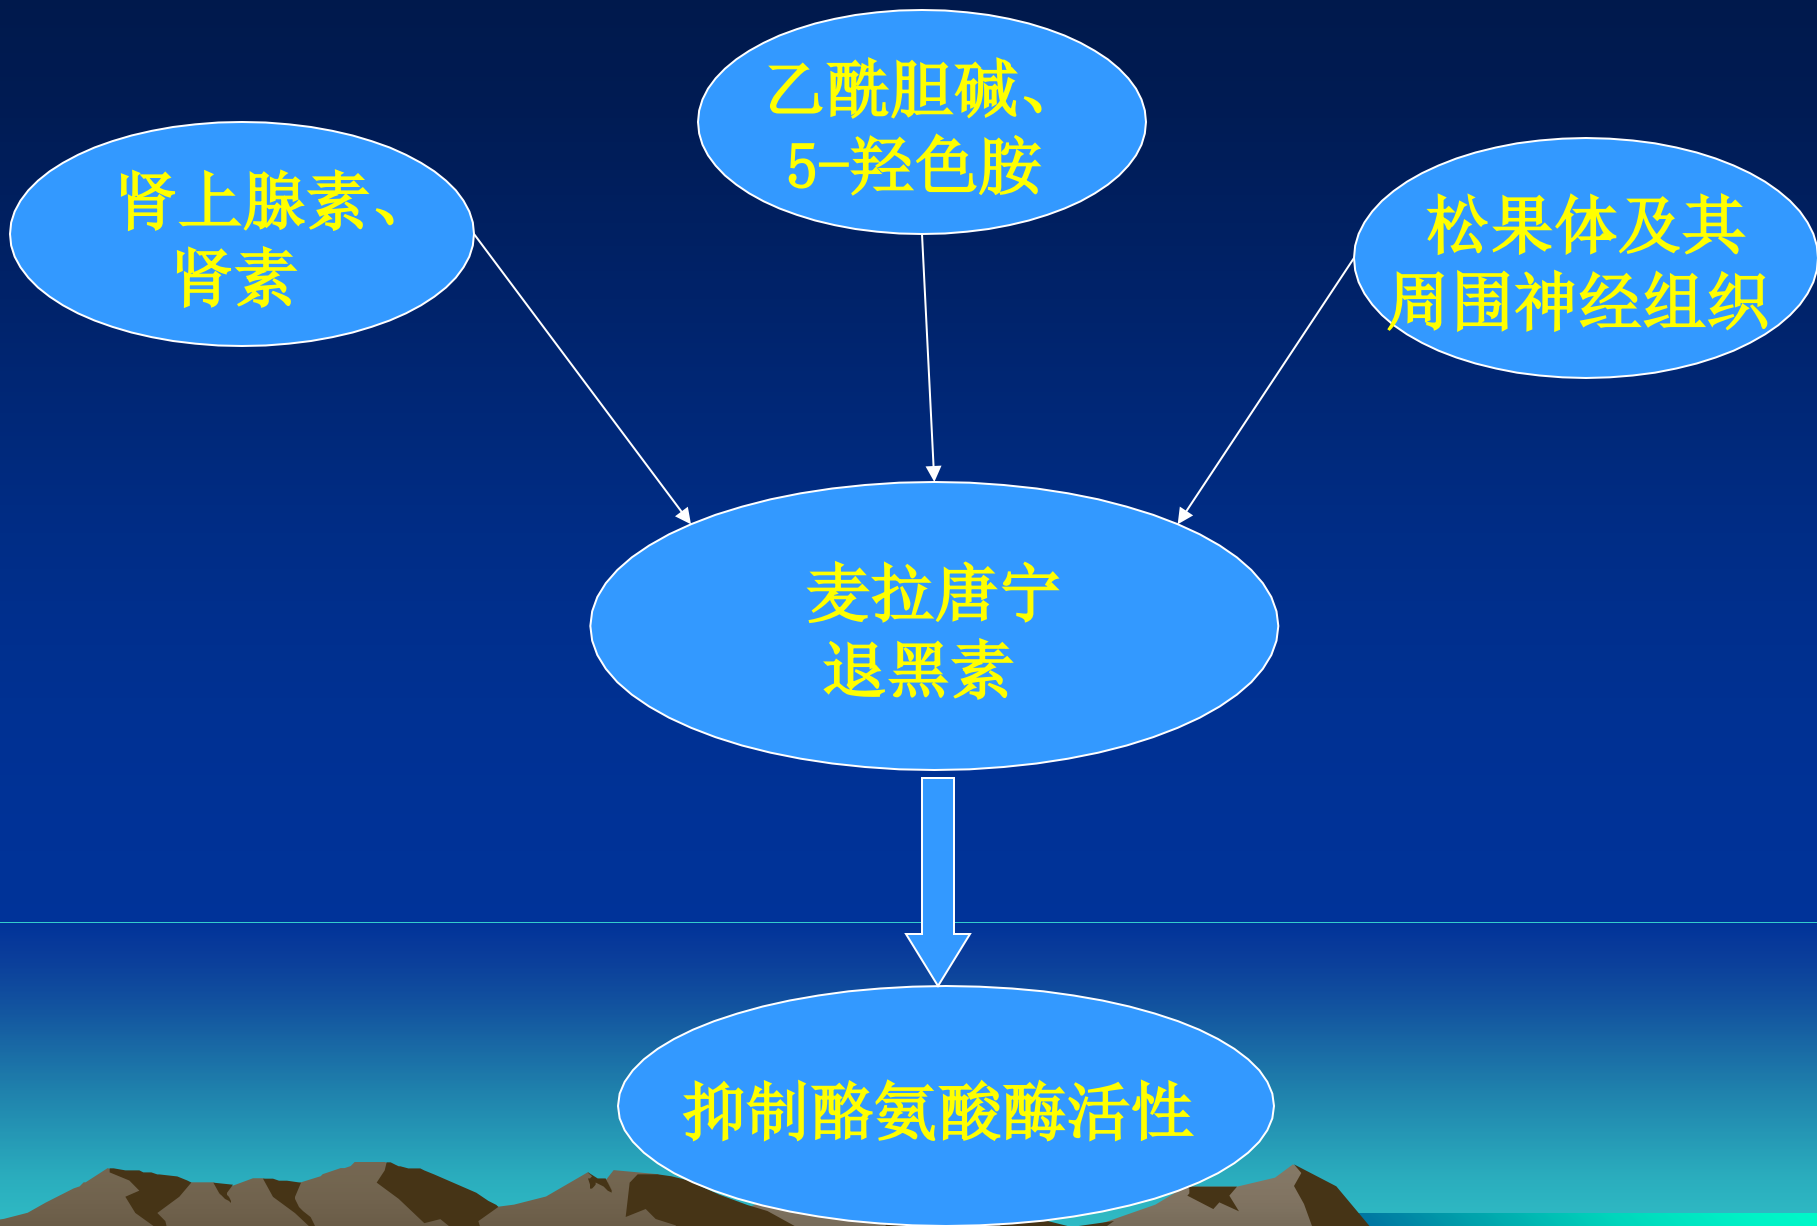 肾上腺素、
肾素
乙酰胆碱、
5-羟色胺
松果体及其
周围神经组织
麦拉唐宁
退黑素
抑制酪氨酸酶活性